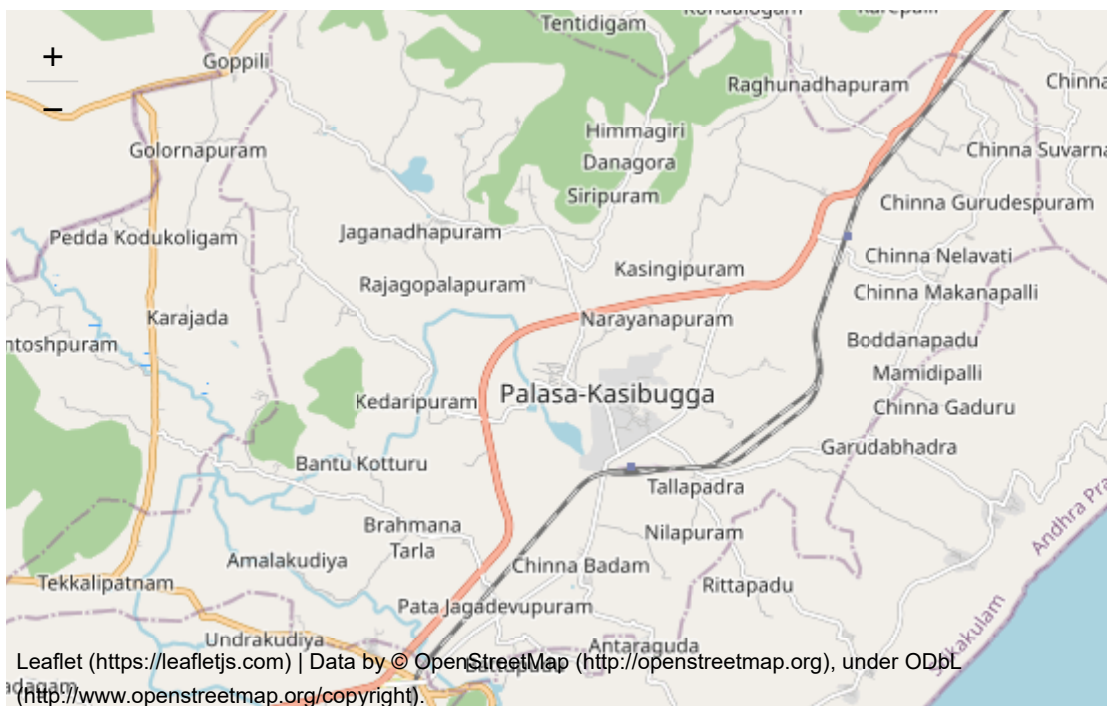 Tentidigam
+
Goppili
Raghunadhapuram
Chinna
−
Himmagiri
Golornapuram
Danagora
Chinna Suvarna
Siripuram
Chinna Gurudespuram
Jaganadhapuram
Pedda Kodukoligam
Chinna Nelavati
Kasingipuram
Rajagopalapuram
Chinna Makanapalli
Karajada
Narayanapuram
ntoshpuram
Boddanapadu
Mamidipalli
Palasa-Kasibugga
Kedaripuram
Chinna Gaduru
Garudabhadra
Bantu Kotturu
Tallapadra
Andhra Pra
Brahmana
Tarla
Nilapuram
Amalakudiya
Chinna Badam
Tekkalipatnam
Rittapadu
Pata Jagadevupuram
Undrakudiya
Antaraguda
Leaflet (https://leafletjs.com) | Data by © OpenStreetMap (http://openstreetmap.org), under ODbL
(http://www.openstreetmap.org/copyright).